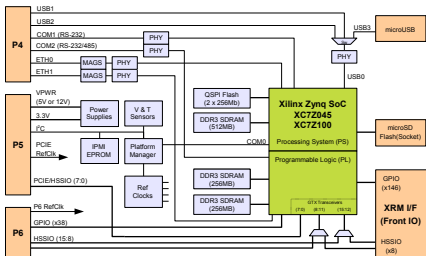 USB1
USB2
USB3
microUSB
P4
COM1 (RS-232)
COM2 (RS-232/485)
PHY
PHY
Sel
ETH0
ETH1
MAGS
PHY
MAGS
PHY
USB0
QSPI Flash
(2 x 256Mb)
Xilinx Zynq SoC
XC7Z045
XC7Z100
Processing System (PS)
VPWR
(5V or 12V)
Power
Supplies
V & T
Sensors
DDR3 SDRAM
(512MB)
3.3V
I²C
COM0
microSD
Flash(Socket)
P5
PCIE
RefClk
IPMI
EPROM
Platform
Manager
Programmable Logic (PL)
DDR3 SDRAM
(256MB)
GPIO
(x146)
PCIE/HSSIO (7:0)
Ref
Clocks
DDR3 SDRAM
(256MB)
GTX Transceivers
(7:0)
(8:11)
(15:12)
XRM I/F
(Front IO)
P6
P6 RefClk
GPIO (x38)
HSSIO (15:8)
HSSIO
(x8)